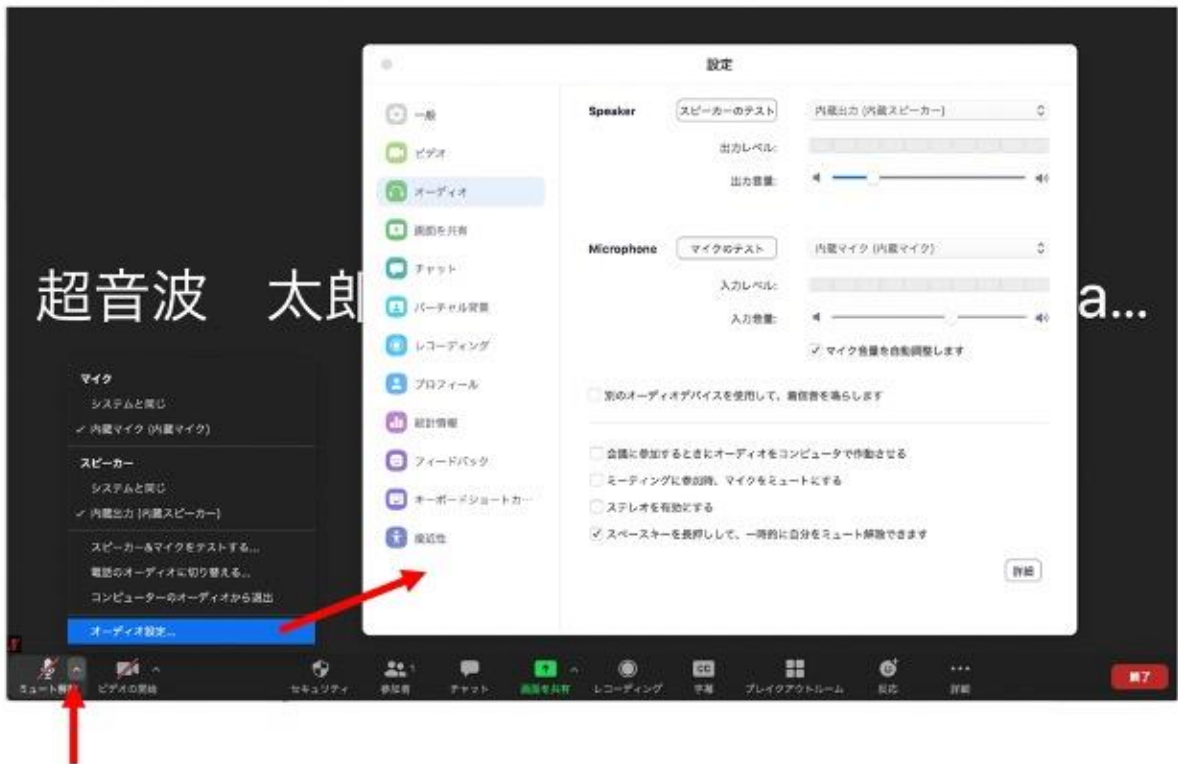 設定
一般
ビデオ
オーディオ
画面を共有
チャット
バーチャル背景
レコーディング
プロフィール
統計情報
フィードバック
キーボードショートカ…
接近性
Speaker
スピーカーのテスト
内蔵出力 (内蔵スピーカー)
出力レベル:
出力音量:
Microphone
マイクのテスト
内蔵マイク (内蔵マイク)
入力レベル:
入力音量:
マイク音量を自動調整します
別のオーディオデバイスを使用して、着信音を鳴らします
会議に参加するときにオーディオをコンピュータで作動させる
ミーティングに参加時、マイクをミュートにする
ステレオを有効にする
スペースキーを長押しして、一時的に自分をミュート解除できます
詳細
超音波 太郎
a...
マイク
システムと同じ
内蔵マイク (内蔵マイク)
スピーカー
システムと同じ
内蔵出力 (内蔵スピーカー)
スピーカー&マイクをテストする...
電話のオーディオに切り替える...
コンピューターのオーディオから退出
オーディオ設定...
ミュート解除
ビデオの開始
セキュリティ
参加者
1
チャット
画面を共有
レコーディング
CC
字幕
ブレイクアウトルーム
反応
詳細
終了